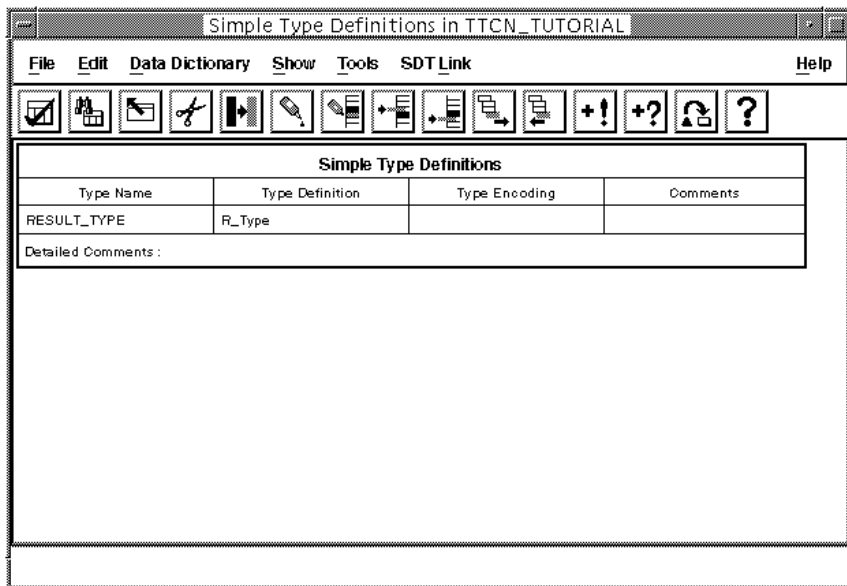 Simple Type Definitions in TTCN_TUTORIAL
File Edit Data Dictionary Show Tools SDT Link Help
+! +? ?
Simple Type Definitions
Type Name Type Definition Type Encoding Comments
RESULT_TYPE R_Type
Detailed Comments :